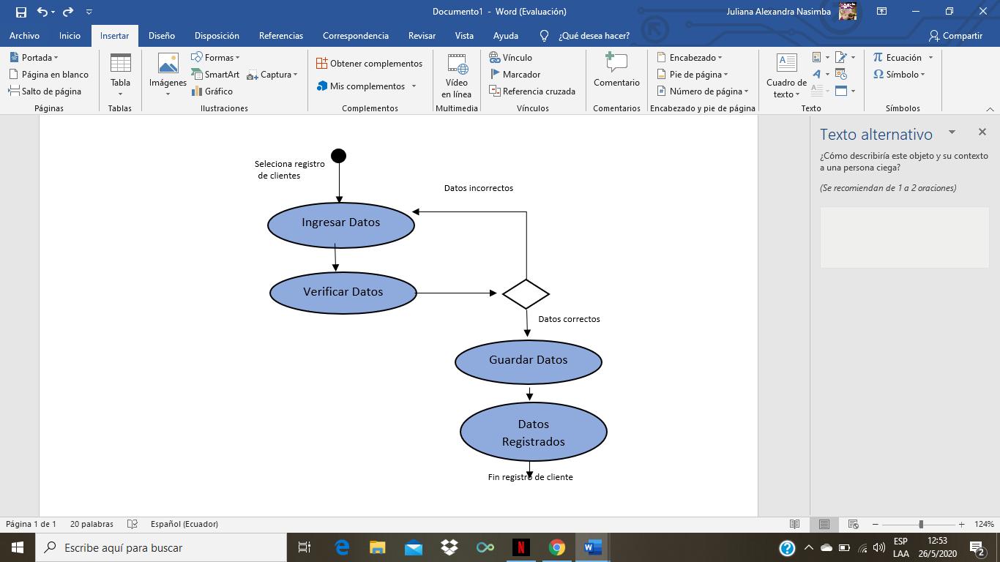 Documento1 - Word (Evaluación)
Juliana Alexandra Nasimba
Archivo
Inicio
Insertar
Diseño
Disposición
Referencias
Correspondencia
Revisar
Vista
Ayuda
¿Qué desea hacer?
Compartir
Portada
Página en blanco
Salto de página
Páginas
Tabla
Tablas
Imágenes
Formas
SmartArt
Gráfico
Captura
Ilustraciones
Obtener complementos
Mis complementos
Complementos
Vídeo
en línea
Multimedia
Vínculo
Marcador
Referencia cruzada
Vínculos
Comentario
Comentarios
Encabezado
Pie de página
Número de página
Encabezado y pie de página
Cuadro de
texto
Texto
Ecuación
Símbolo
Símbolos
Seleciona registro
de clientes
Datos incorrectos
Ingresar Datos
Verificar Datos
Datos correctos
Guardar Datos
Datos
Registrados
Fin registro de cliente
Texto alternativo
¿Cómo describiría este objeto y su contexto
a una persona ciega?
(Se recomiendan de 1 a 2 oraciones)
Página 1 de 1
20 palabras
Español (Ecuador)
124%
Escribe aquí para buscar
ESP
LAA
12:53
26/5/2020
2